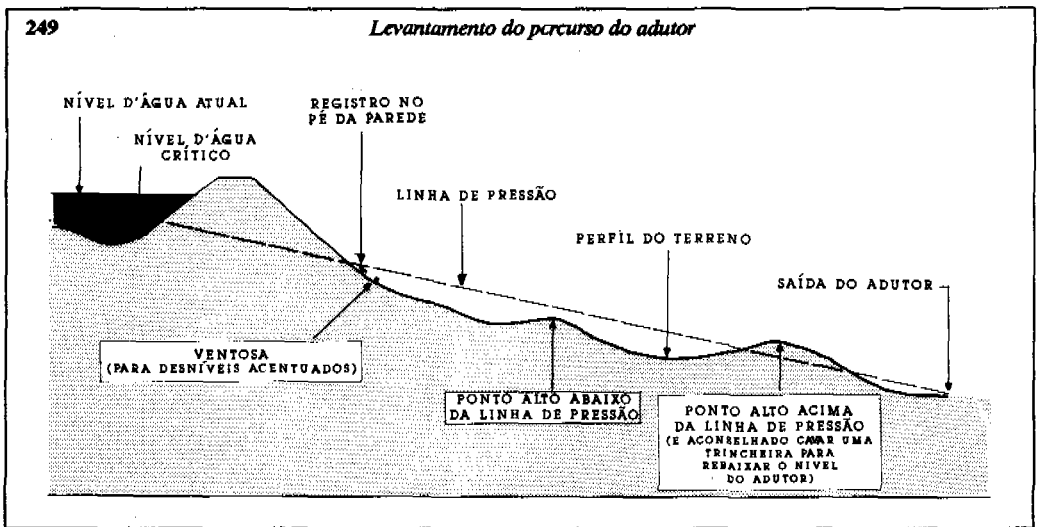 249
Levantamento do percurso do adutor
NÍVEL D'ÁGUA ATUAL
NÍVEL D'ÁGUA
CRÍTICO
REGISTRO NO
PÉ DA PAREDE
LINHA DE PRESSÃO
PERFÍL DO TERRENO
SAÍDA DO ADUTOR
VENTOSA
(PARA DESNÍVEIS ACENTUADOS)
PONTO ALTO ABAIXO
DA LINHA DE PRESSÃO
PONTO ALTO ACIMA
DA LINHA DE PRESSÃO
(E ACONSELHADO CAVAR UMA
TRINCHEIRA PARA
REBAIXAR O NIVEL
DO ADUTOR)